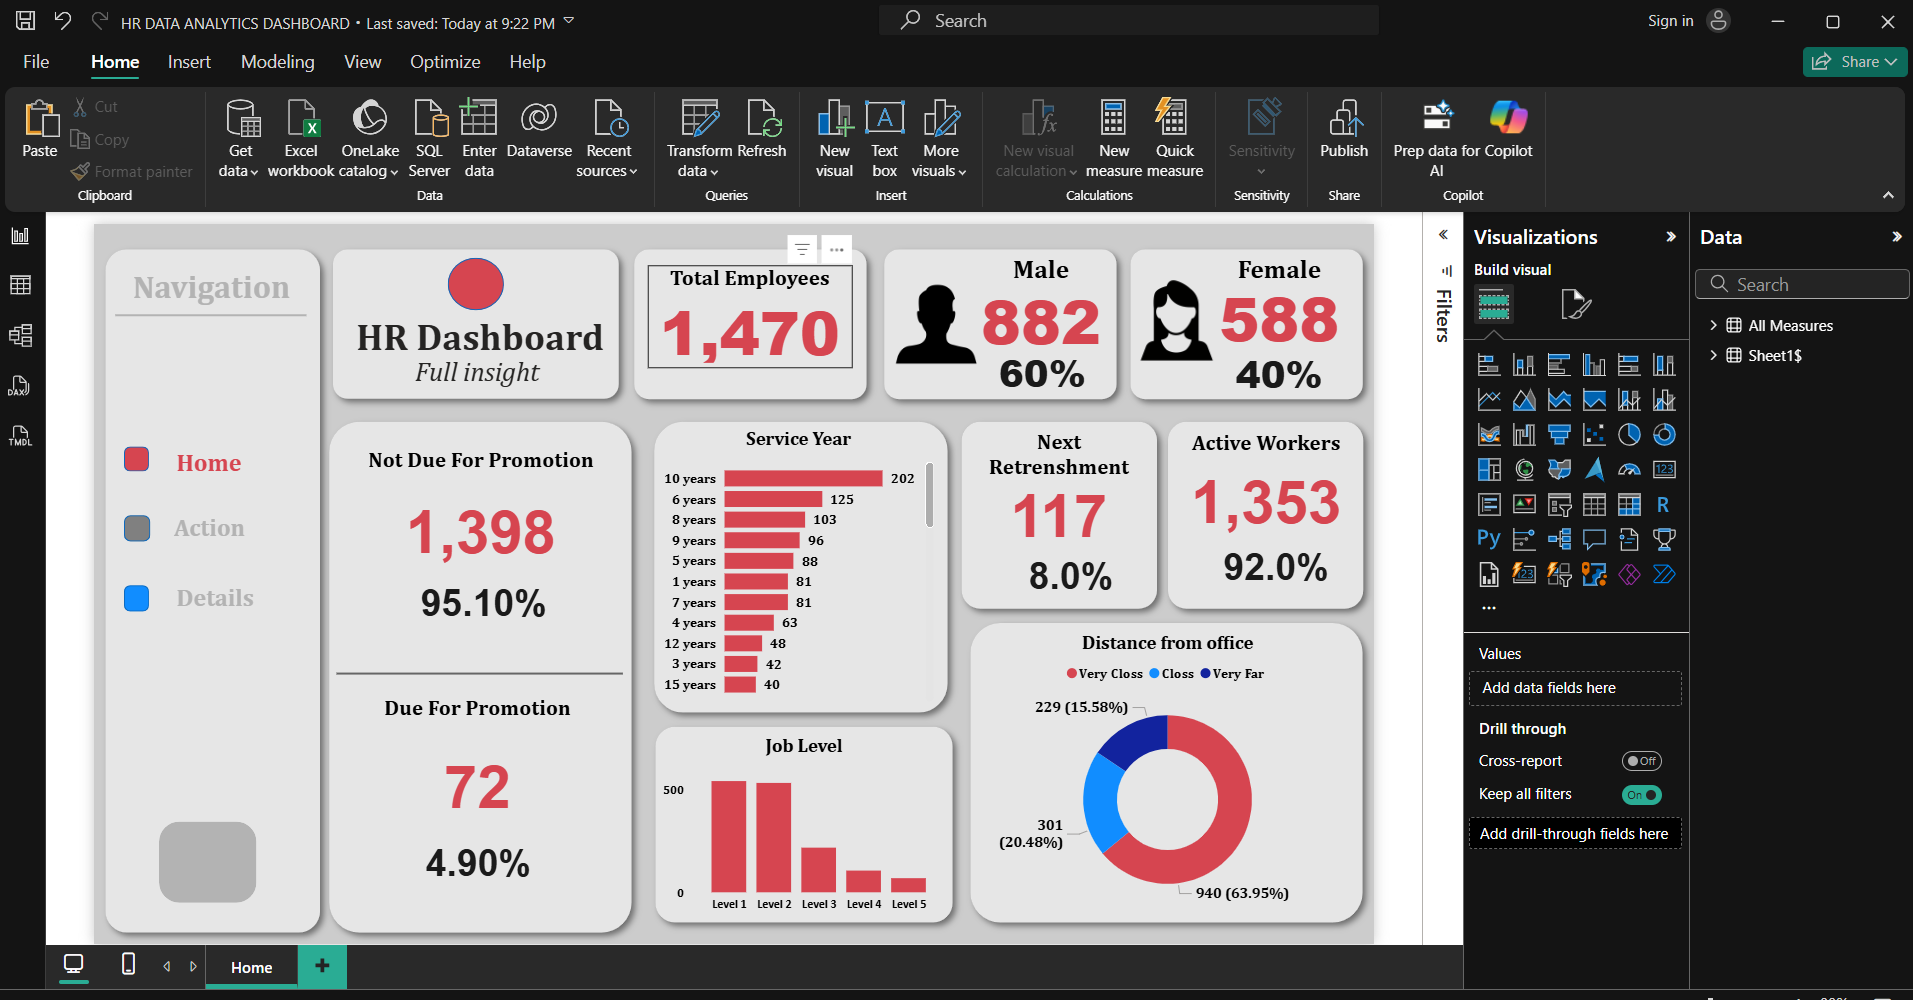 HR DATA ANALYTICS DASHBOARD • Last saved: Today at 9:22 PM
Search
Sign in
File
Home
Insert
Modeling
View
Optimize
Help
Share
Paste
Cut
Copy
Format painter
Clipboard
Get data
Excel workbook
OneLake catalog
SQL Server
Enter data
Dataverse
Recent sources
Data
Transform data
Refresh
Queries
New visual
Text box
More visuals
Insert
New visual calculation
New measure
Quick measure
Calculations
Sensitivity
Sensitivity
Publish
Share
Prep data for AI
Copilot
Copilot
Navigation
Home
Action
Details
HR Dashboard
Full insight
Total Employees
1,470
Male
882
60%
Female
588
40%
Not Due For Promotion
1,398
95.10%
Due For Promotion
72
4.90%
Service Year
10 years 202
6 years 125
8 years 103
9 years 96
5 years 88
1 years 81
7 years 81
4 years 63
12 years 48
3 years 42
15 years 40
Next
Retrenshment
117
8.0%
Active Workers
1,353
92.0%
Job Level
500
0
Level 1 Level 2 Level 3 Level 4 Level 5
Distance from office
Very Closs Closs Very Far
229 (15.58%)
301
(20.48%)
940 (63.95%)
Filters
Visualizations
Build visual
123
R
Py
123
Values
Add data fields here
Drill through
Cross-report
Off
Keep all filters
On
Add drill-through fields here
Data
Search
All Measures
Sheet1$
DAX
TMDL
Home